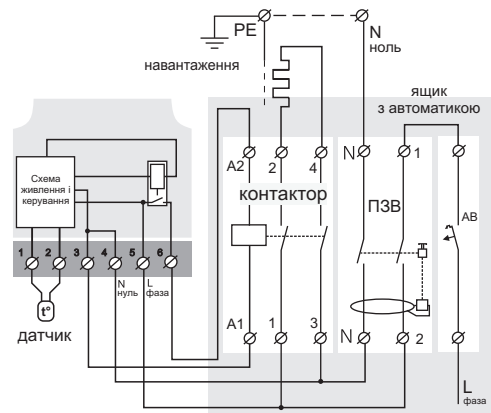 PE
N
ноль
навантаження
ящик
з автоматикою
A2
2
4
N
1
контактор
ПЗВ
АВ
Схема
живлення і
керування
1
2
3
4
5
6
N
нуль
L
фаза
t°
датчик
A1
1
3
N
2
L
фаза